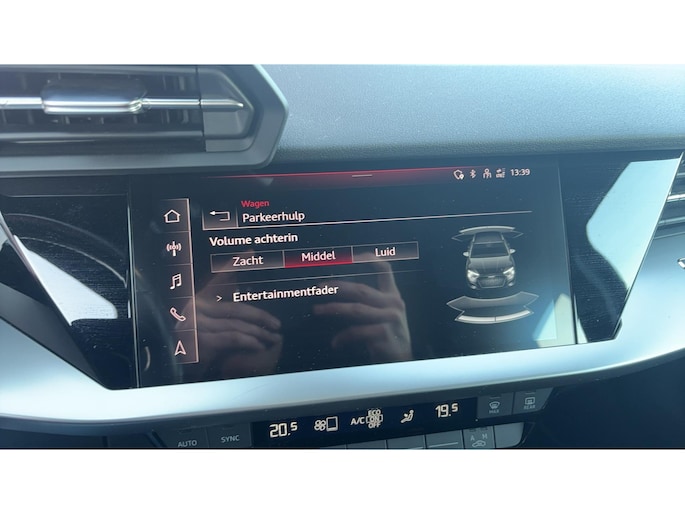 13:39
Wagen
Parkeerhulp
Volume achterin
Zacht Middel Luid
> Entertainmentfader
20.5 A/C ECO ON OFF 19.5
AUTO SYNC MAX REAR
A M